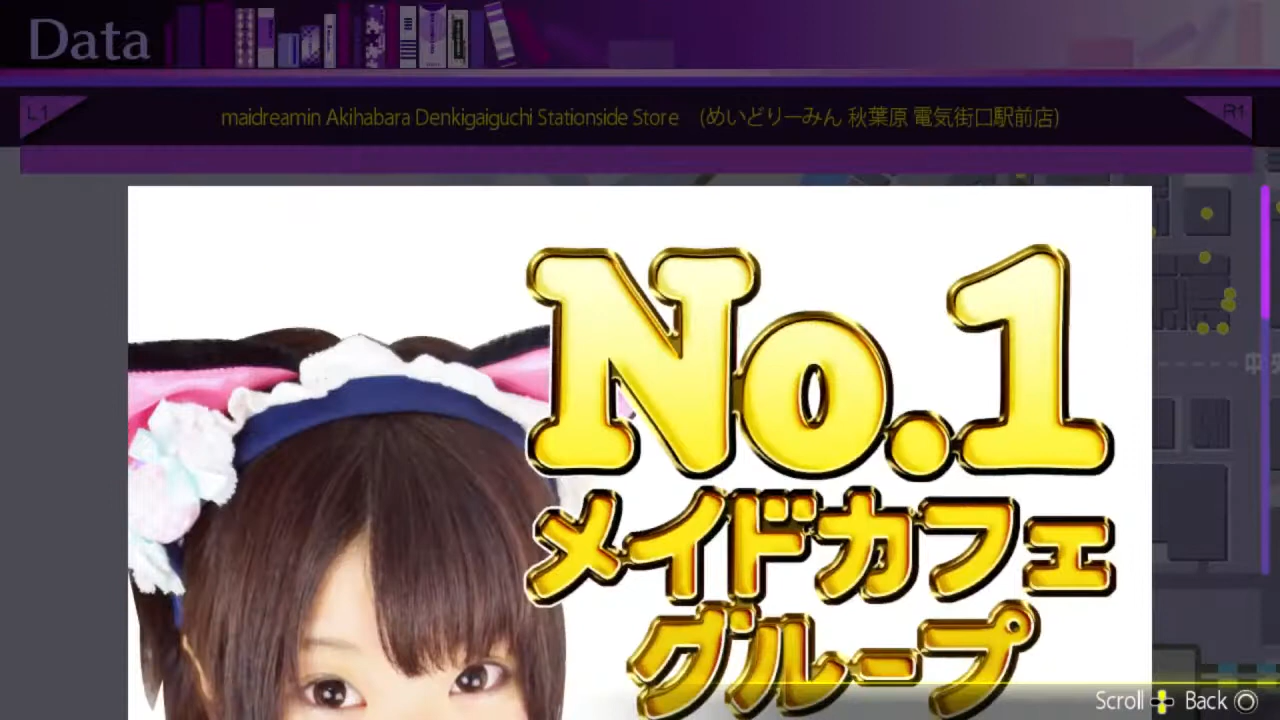 Data
L1
maidreamin Akihabara Denkigaiguchi Stationside Store (めいどりーみん 秋葉原 電気街口駅前店)
R1
No.1
メイドカフェ
グループ
中央
Scroll Back